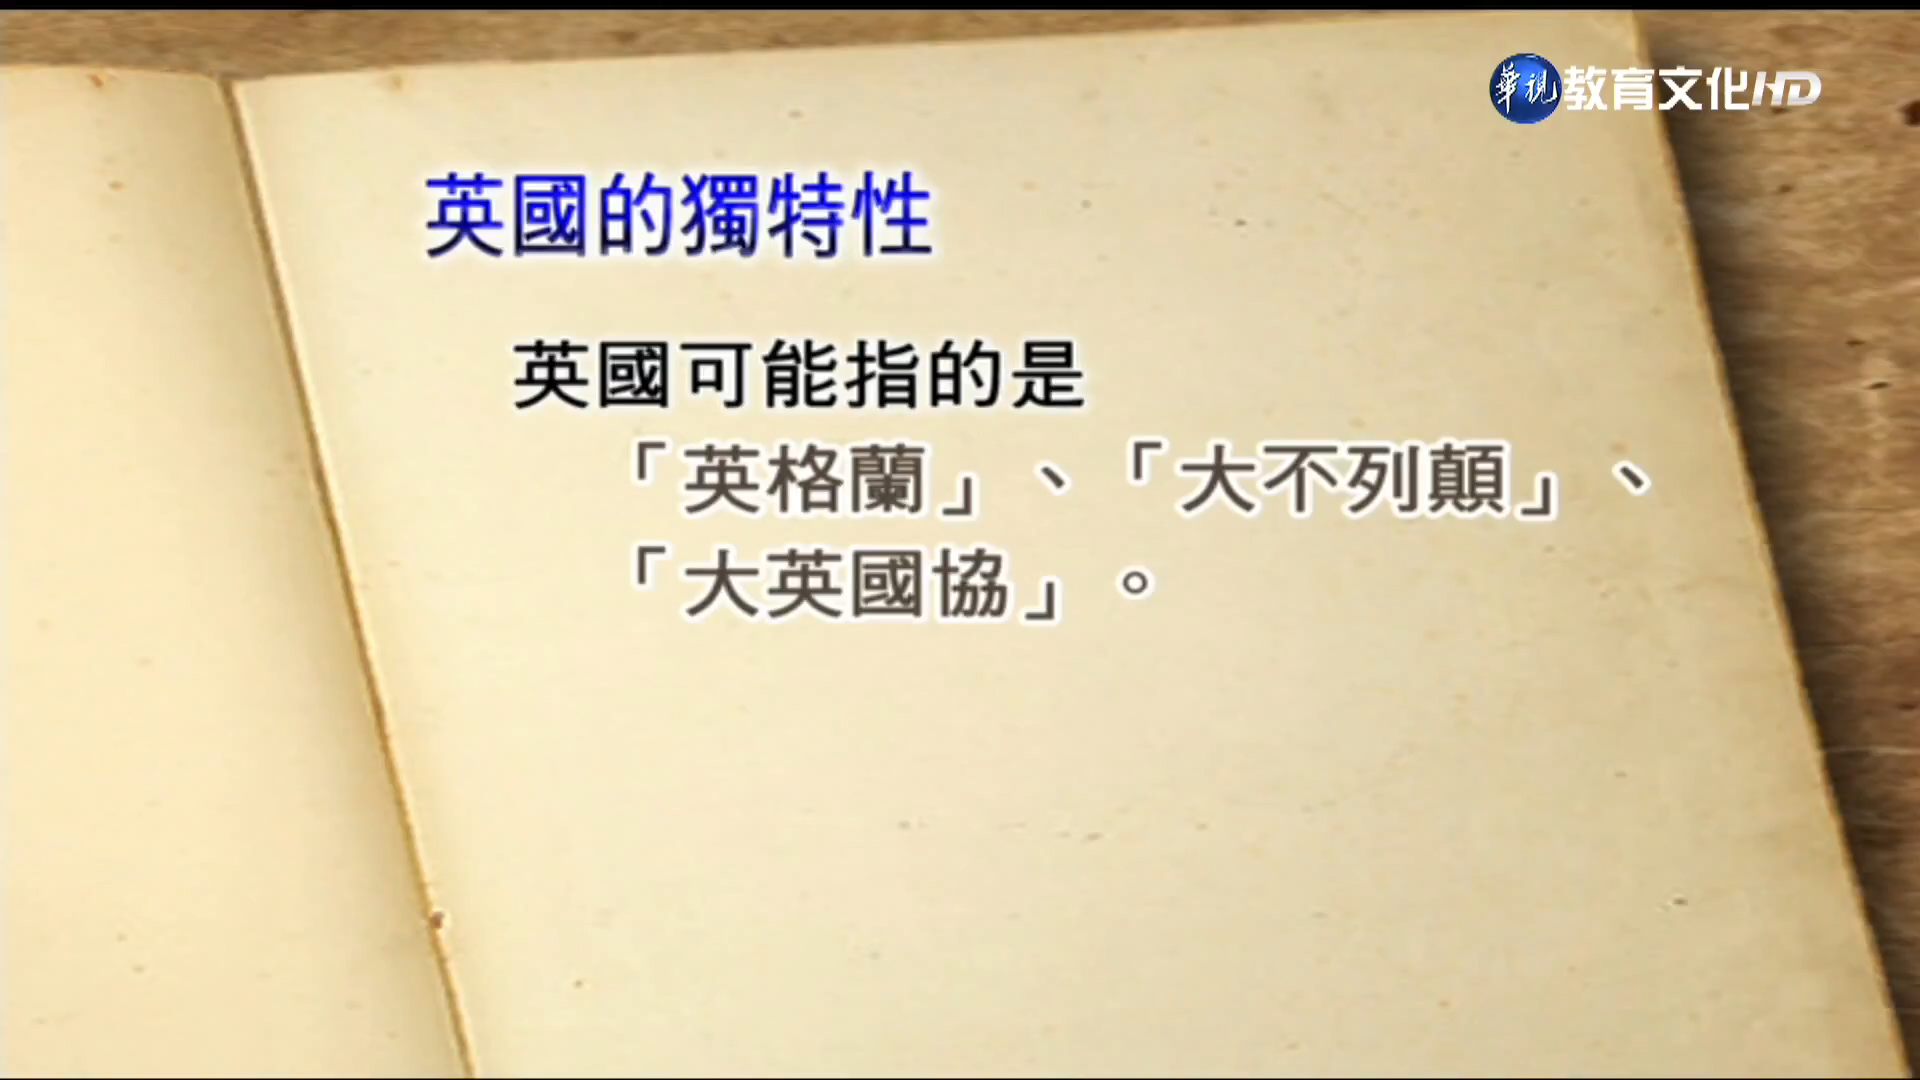 華視 教育文化HD
英國的獨特性
英國可能指的是
「英格蘭」、「大不列顛」、
「大英國協」。